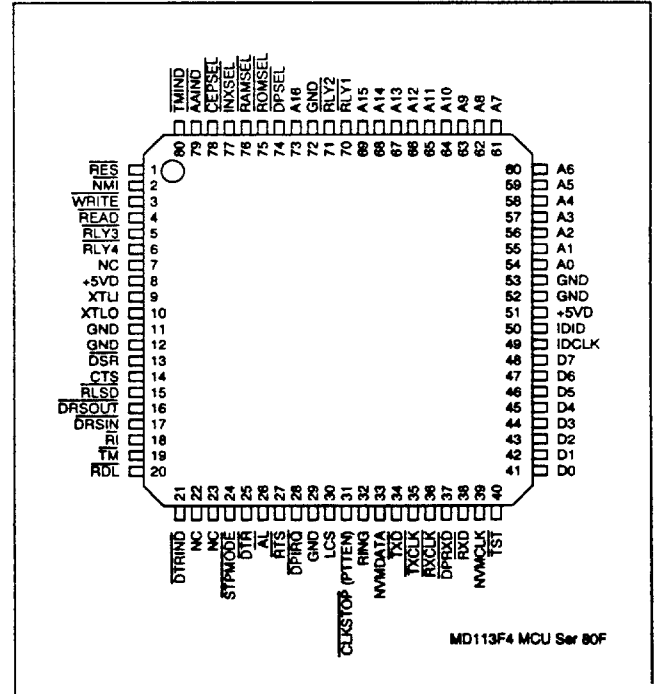 TMIND
AAIND
CEPSEL
INXSEL
RAMSEL
ROMSEL
DPSEL
A16
GND
RLY2
RLY1
A15
A14
A13
A12
A11
A10
A9
A8
A7
80 79 78 77 76 75 74 73 72 71 70 69 68 67 66 65 64 63 62 61
RES 1
NMI 2
WRITE 3
READ 4
RLY3 5
RLY4 6
NC 7
+5VD 8
XTLI 9
XTLO 10
GND 11
GND 12
DSR 13
CTS 14
RLSD 15
DRSOUT 16
DRSIN 17
RI 18
TM 19
RDL 20
60 A6
59 A5
58 A4
57 A3
56 A2
55 A1
54 A0
53 GND
52 GND
51 +5VD
50 IDID
49 IDCLK
48 D7
47 D6
46 D5
45 D4
44 D3
43 D2
42 D1
41 D0
21 22 23 24 25 26 27 28 29 30 31 32 33 34 35 36 37 38 39 40
DTRIND
NC
NC
STPMODE
DTR
AL
RTS
DPIRQ
GND
LCS
CLKSTOP (PTTEN)
RING
NVMDATA
TXD
TXCLK
RXCLK
DPRXD
RXD
NVMCLK
TST
MD113F4 MCU Ser 80F